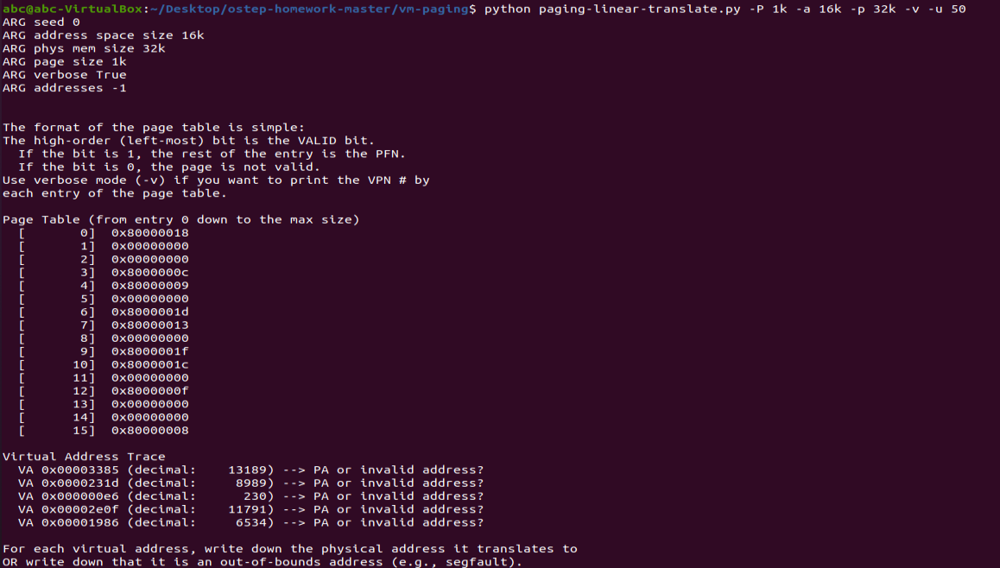 abc@abc-VirtualBox:~/Desktop/ostep-homework-master/vm-paging$ python paging-linear-translate.py -P 1k -a 16k -p 32k -v -u 50
ARG seed 0
ARG address space size 16k
ARG phys mem size 32k
ARG page size 1k
ARG verbose True
ARG addresses -1
The format of the page table is simple:
The high-order (left-most) bit is the VALID bit.
  If the bit is 1, the rest of the entry is the PFN.
  If the bit is 0, the page is not valid.
Use verbose mode (-v) if you want to print the VPN # by
each entry of the page table.
Page Table (from entry 0 down to the max size)
  [       0]  0x80000018
  [       1]  0x00000000
  [       2]  0x00000000
  [       3]  0x8000000c
  [       4]  0x80000009
  [       5]  0x00000000
  [       6]  0x8000001d
  [       7]  0x80000013
  [       8]  0x00000000
  [       9]  0x8000001f
  [      10]  0x8000001c
  [      11]  0x00000000
  [      12]  0x8000000f
  [      13]  0x00000000
  [      14]  0x00000000
  [      15]  0x80000008
Virtual Address Trace
  VA 0x00003385 (decimal:    13189) --> PA or invalid address?
  VA 0x0000231d (decimal:     8989) --> PA or invalid address?
  VA 0x000000e6 (decimal:      230) --> PA or invalid address?
  VA 0x00002e0f (decimal:    11791) --> PA or invalid address?
  VA 0x00001986 (decimal:     6534) --> PA or invalid address?
For each virtual address, write down the physical address it translates to
OR write down that it is an out-of-bounds address (e.g., segfault).